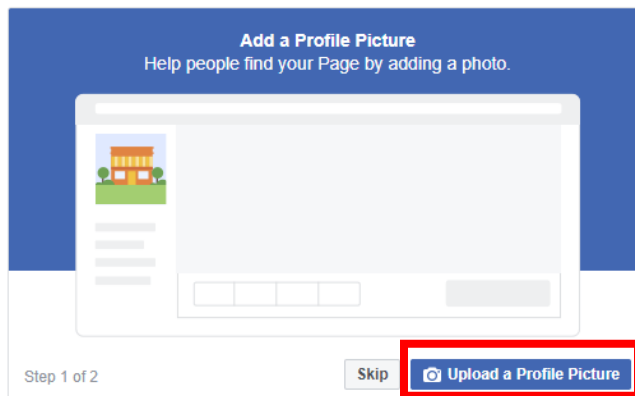 Add a Profile Picture
Help people find your Page by adding a photo.
Step 1 of 2
Skip
Upload a Profile Picture